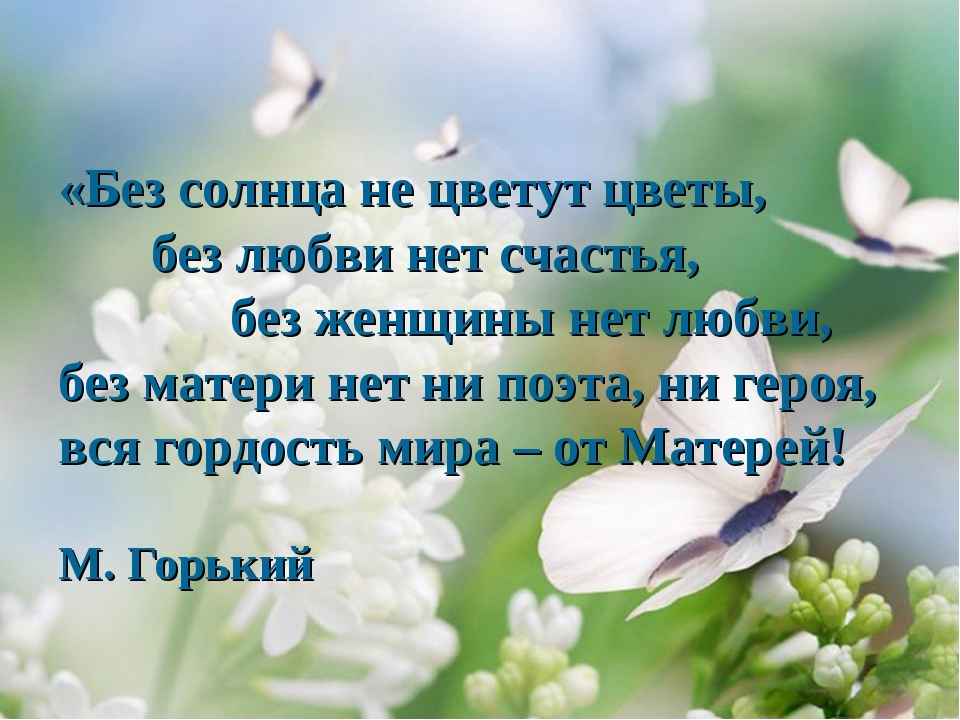 «Без солнца не цветут цветы,
без любви нет счастья,
без женщины нет любви,
без матери нет ни поэта, ни героя,
вся гордость мира – от Матерей!
М. Горький